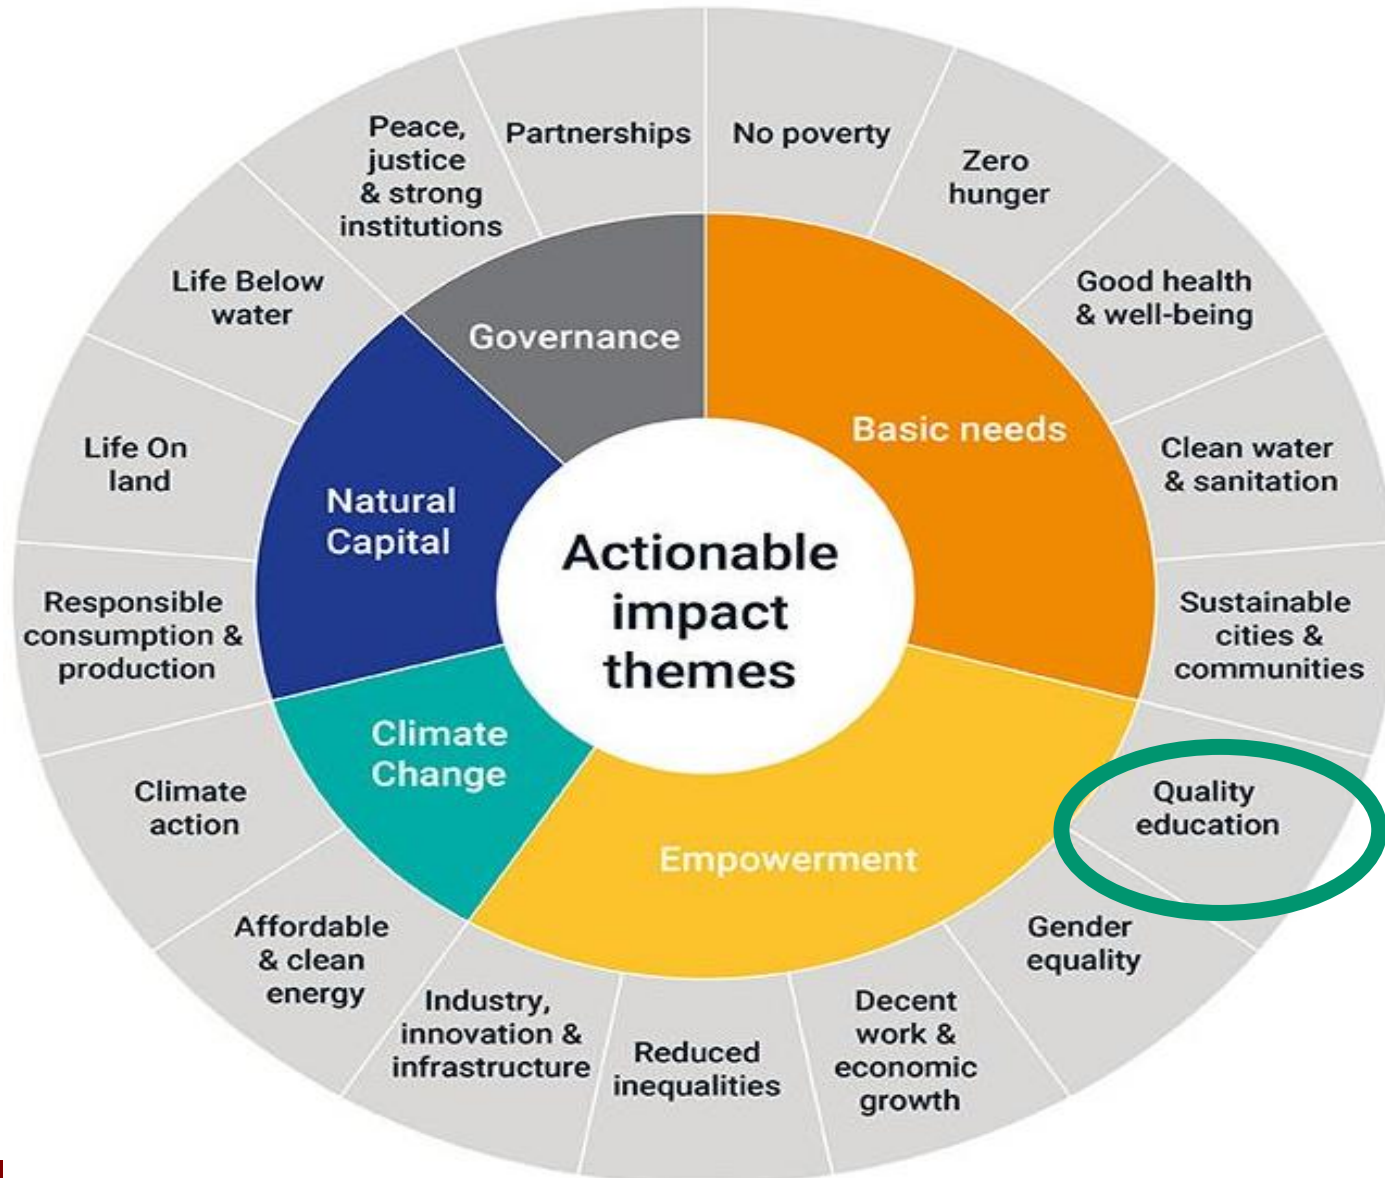 Actionable
impact
themes
Basic needs
Empowerment
Climate
Change
Natural
Capital
Governance
No poverty
Zero
hunger
Good health
& well-being
Clean water
& sanitation
Sustainable
cities &
communities
Quality
education
Gender
equality
Decent
work &
economic
growth
Reduced
inequalities
Industry,
innovation &
infrastructure
Affordable
& clean
energy
Climate
action
Responsible
consumption &
production
Life On
land
Life Below
water
Peace,
justice
& strong
institutions
Partnerships